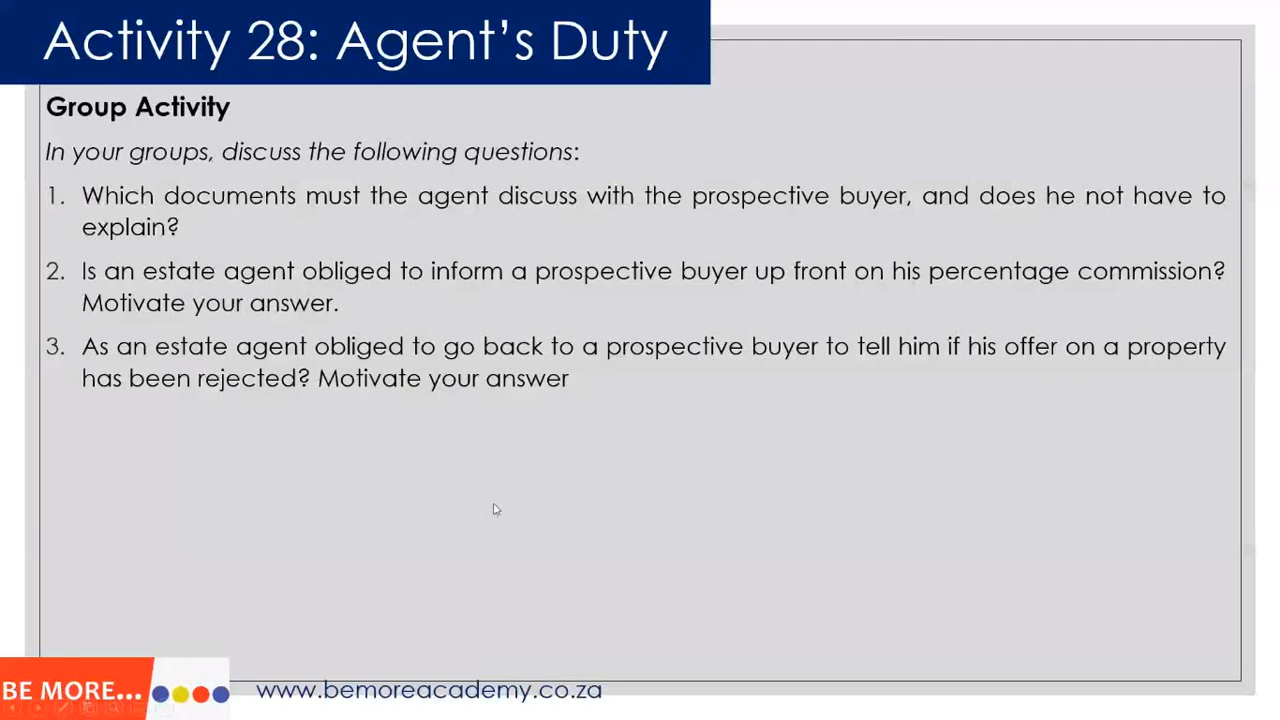 Activity 28: Agent's Duty
Group Activity
In your groups, discuss the following questions:
1. Which documents must the agent discuss with the prospective buyer, and does he not have to
explain?
2. Is an estate agent obliged to inform a prospective buyer up front on his percentage commission?
Motivate your answer.
3. As an estate agent obliged to go back to a prospective buyer to tell him if his offer on a property
has been rejected? Motivate your answer
BE MORE...
www.bemoreacademy.co.za